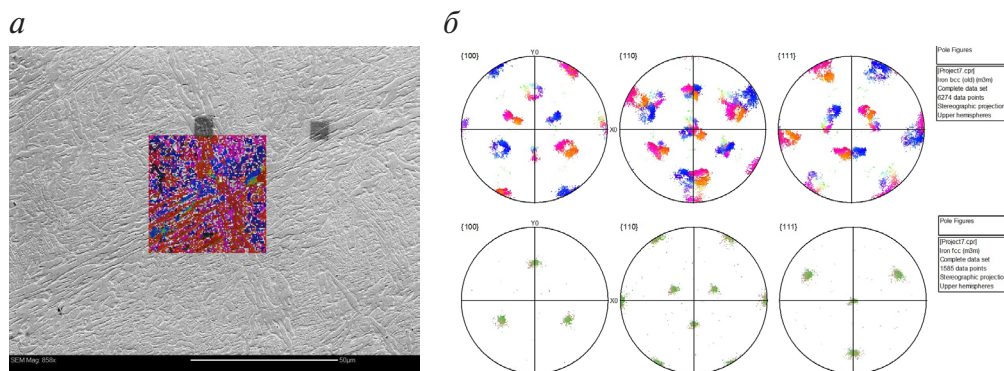 а
б
SEM Mag: 858x
50µm
{100}
Y0
{110}
{111}
X0
Pole Figures
[Project7.cpr]
Iron bcc (old) (m3m)
Complete data set
6274 data points
Stereographic projectio
Upper hemispheres
{100}
Y0
{110}
{111}
X0
Pole Figures
[Project7.cpr]
Iron fcc (m3m)
Complete data set
1585 data points
Stereographic projection
Upper hemispheres